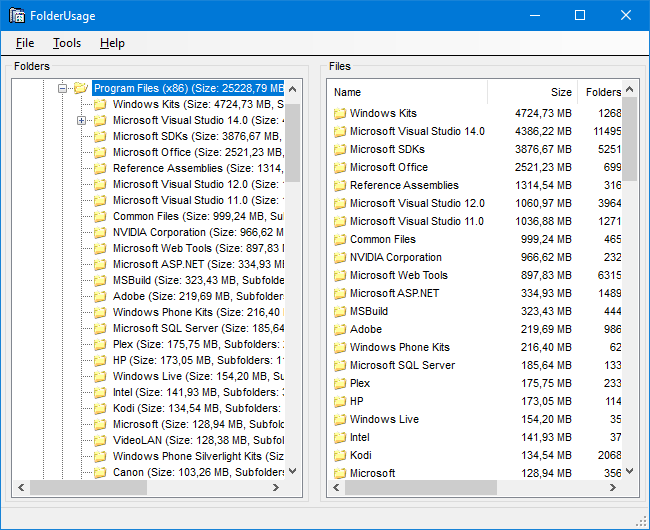 FolderUsage
File Tools Help
Folders
Program Files (x86) (Size: 25228,79 MB
Windows Kits (Size: 4724,73 MB, S
Microsoft Visual Studio 14.0 (Size: 4
Microsoft SDKs (Size: 3876,67 MB,
Microsoft Office (Size: 2521,23 MB,
Reference Assemblies (Size: 1314,
Microsoft Visual Studio 12.0 (Size: 1
Microsoft Visual Studio 11.0 (Size: 1
Common Files (Size: 999,24 MB, Su
NVIDIA Corporation (Size: 966,62 M
Microsoft Web Tools (Size: 897,83
Microsoft ASP.NET (Size: 334,93 M
MSBuild (Size: 323,43 MB, Subfold
Adobe (Size: 219,69 MB, Subfolders
Windows Phone Kits (Size: 216,40
Microsoft SQL Server (Size: 185,64
Plex (Size: 175,75 MB, Subfolders:
HP (Size: 173,05 MB, Subfolders: 1
Windows Live (Size: 154,20 MB, Su
Intel (Size: 141,93 MB, Subfolders: 3
Kodi (Size: 134,54 MB, Subfolders:
Microsoft (Size: 128,94 MB, Subfold
VideoLAN (Size: 128,38 MB, Subfol
Windows Phone Silverlight Kits (Siz
Canon (Size: 103,26 MB, Subfolder
Files
Name Size Folders
Windows Kits 4724,73 MB 1268
Microsoft Visual Studio 14.0 4386,22 MB 11495
Microsoft SDKs 3876,67 MB 5251
Microsoft Office 2521,23 MB 699
Reference Assemblies 1314,54 MB 316
Microsoft Visual Studio 12.0 1060,97 MB 3964
Microsoft Visual Studio 11.0 1036,88 MB 1271
Common Files 999,24 MB 465
NVIDIA Corporation 966,62 MB 232
Microsoft Web Tools 897,83 MB 6315
Microsoft ASP.NET 334,93 MB 1489
MSBuild 323,43 MB 444
Adobe 219,69 MB 986
Windows Phone Kits 216,40 MB 62
Microsoft SQL Server 185,64 MB 133
Plex 175,75 MB 233
HP 173,05 MB 114
Windows Live 154,20 MB 35
Intel 141,93 MB 37
Kodi 134,54 MB 2068
Microsoft 128,94 MB 356